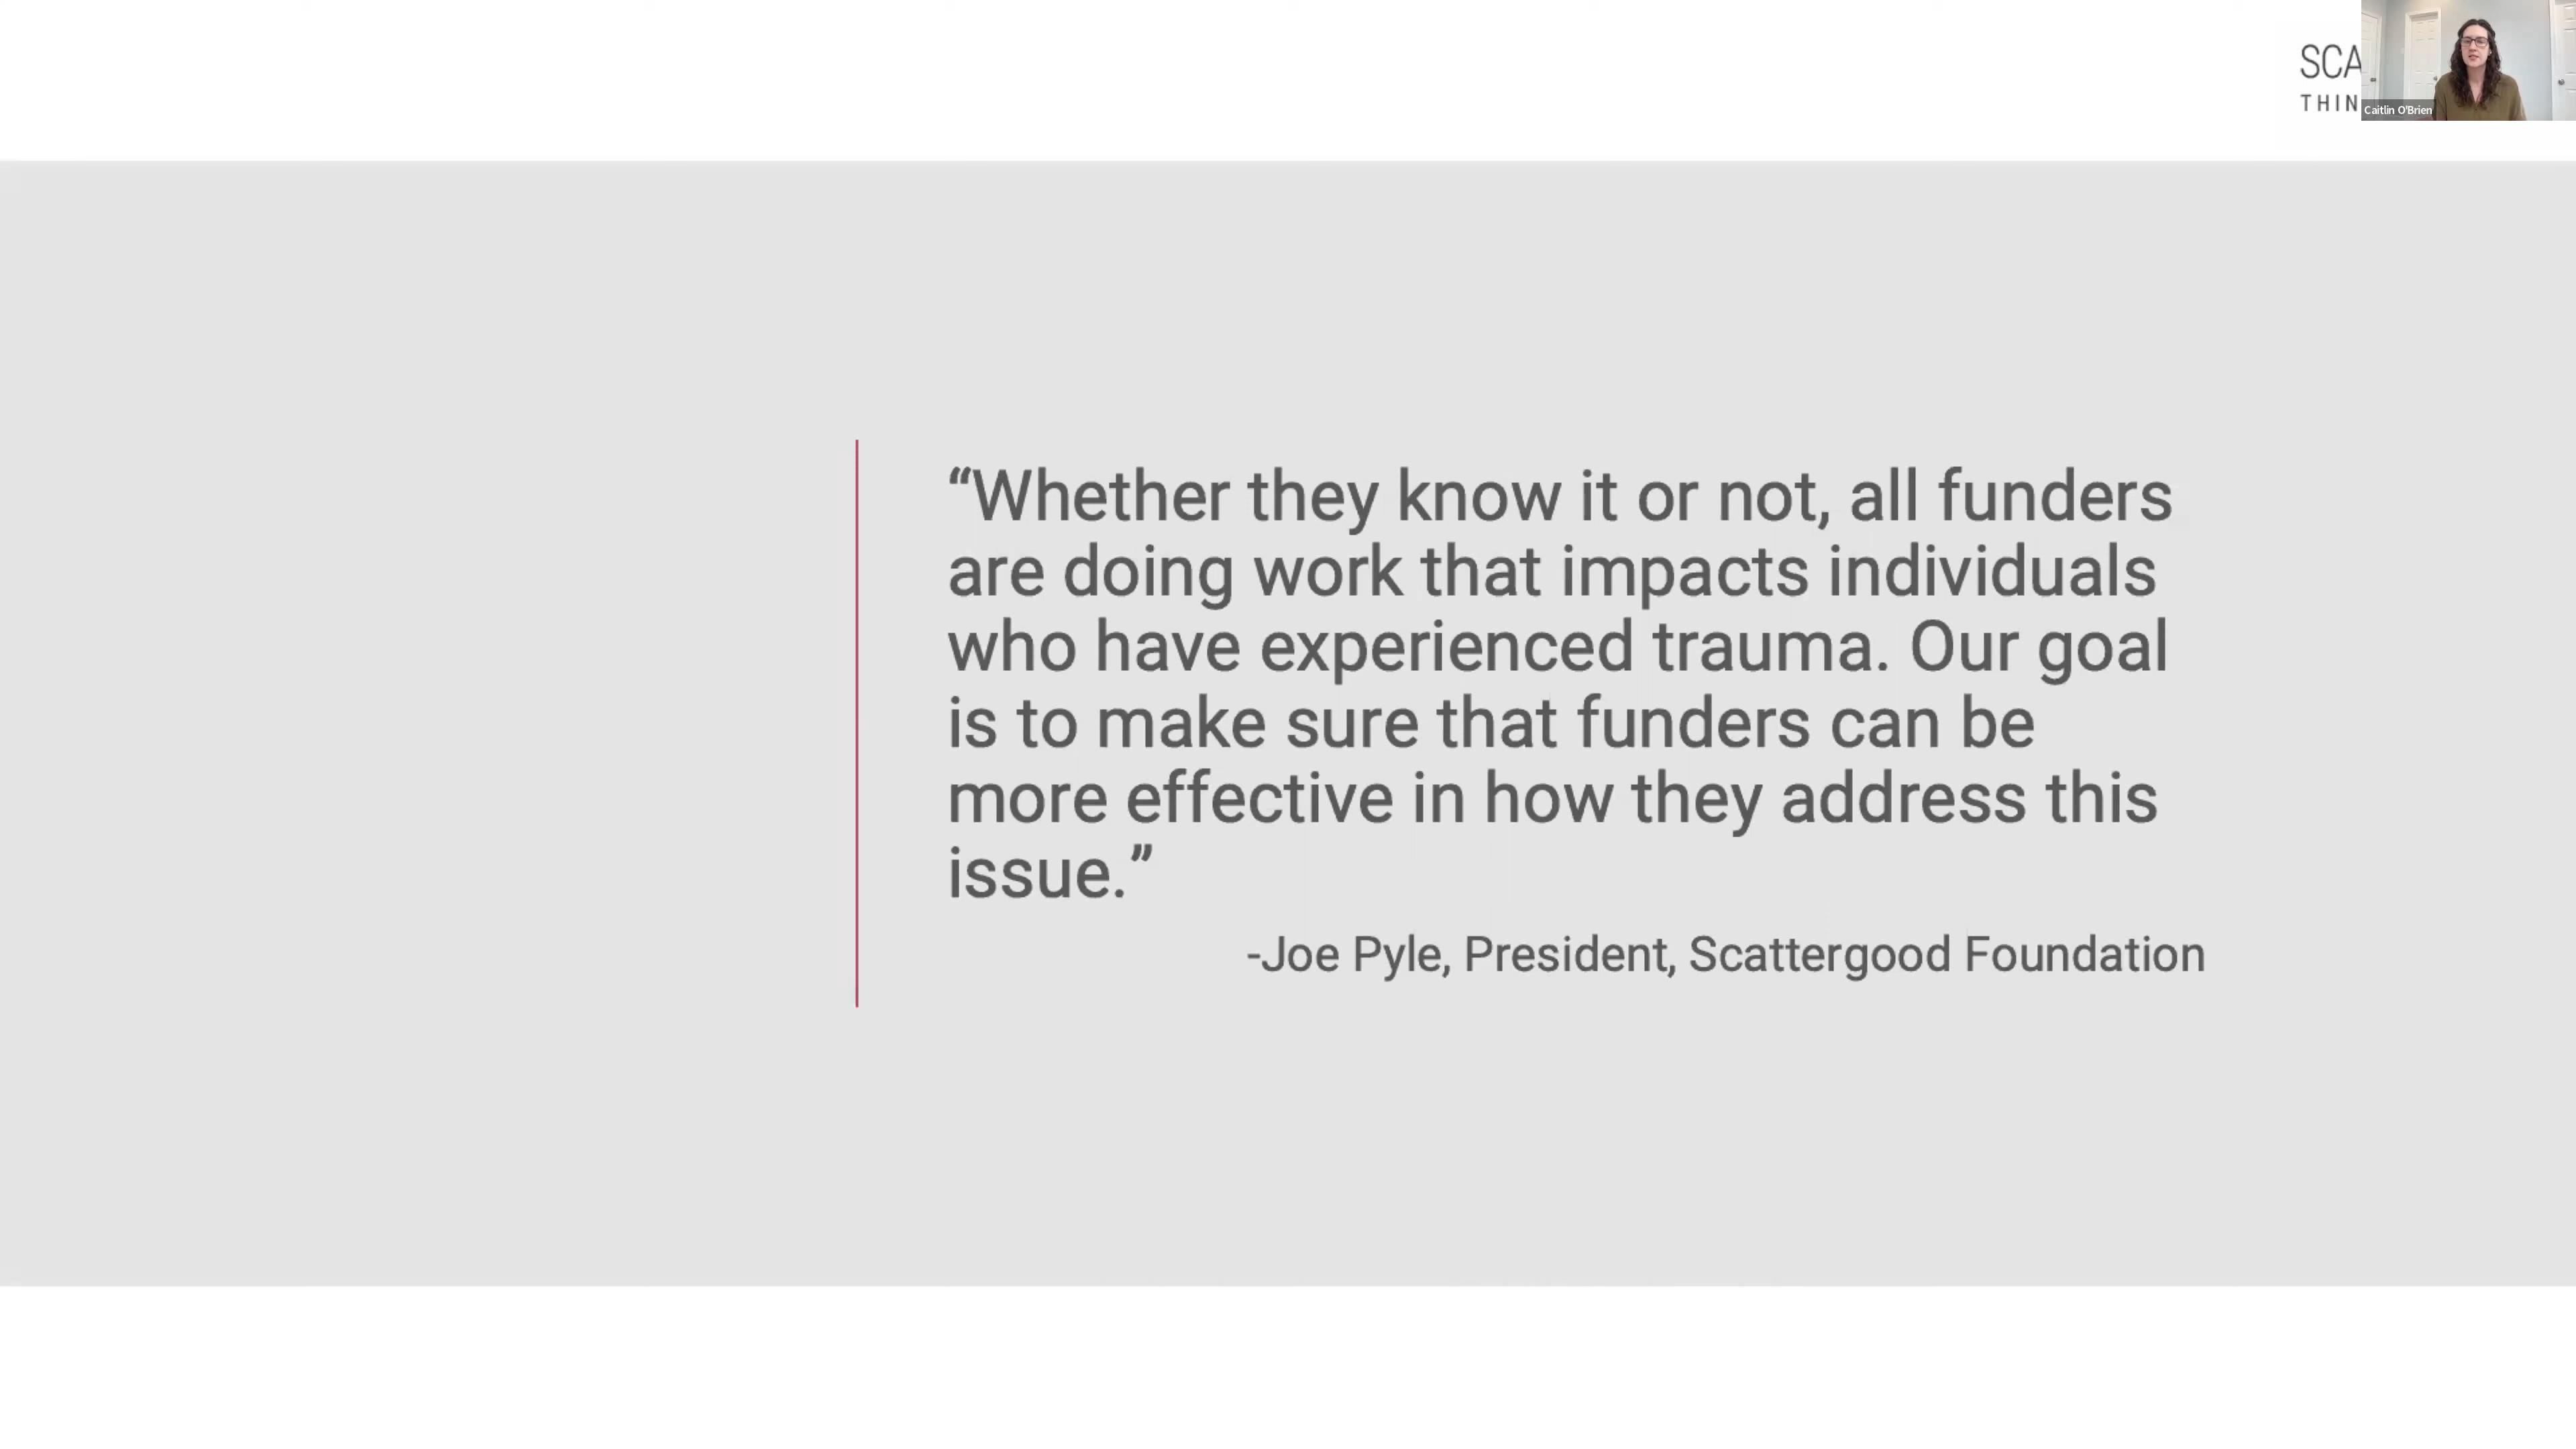 SCA
THIN
Caitlin O'Brien
“Whether they know it or not, all funders
are doing work that impacts individuals
who have experienced trauma. Our goal
is to make sure that funders can be
more effective in how they address this
issue.”
-Joe Pyle, President, Scattergood Foundation